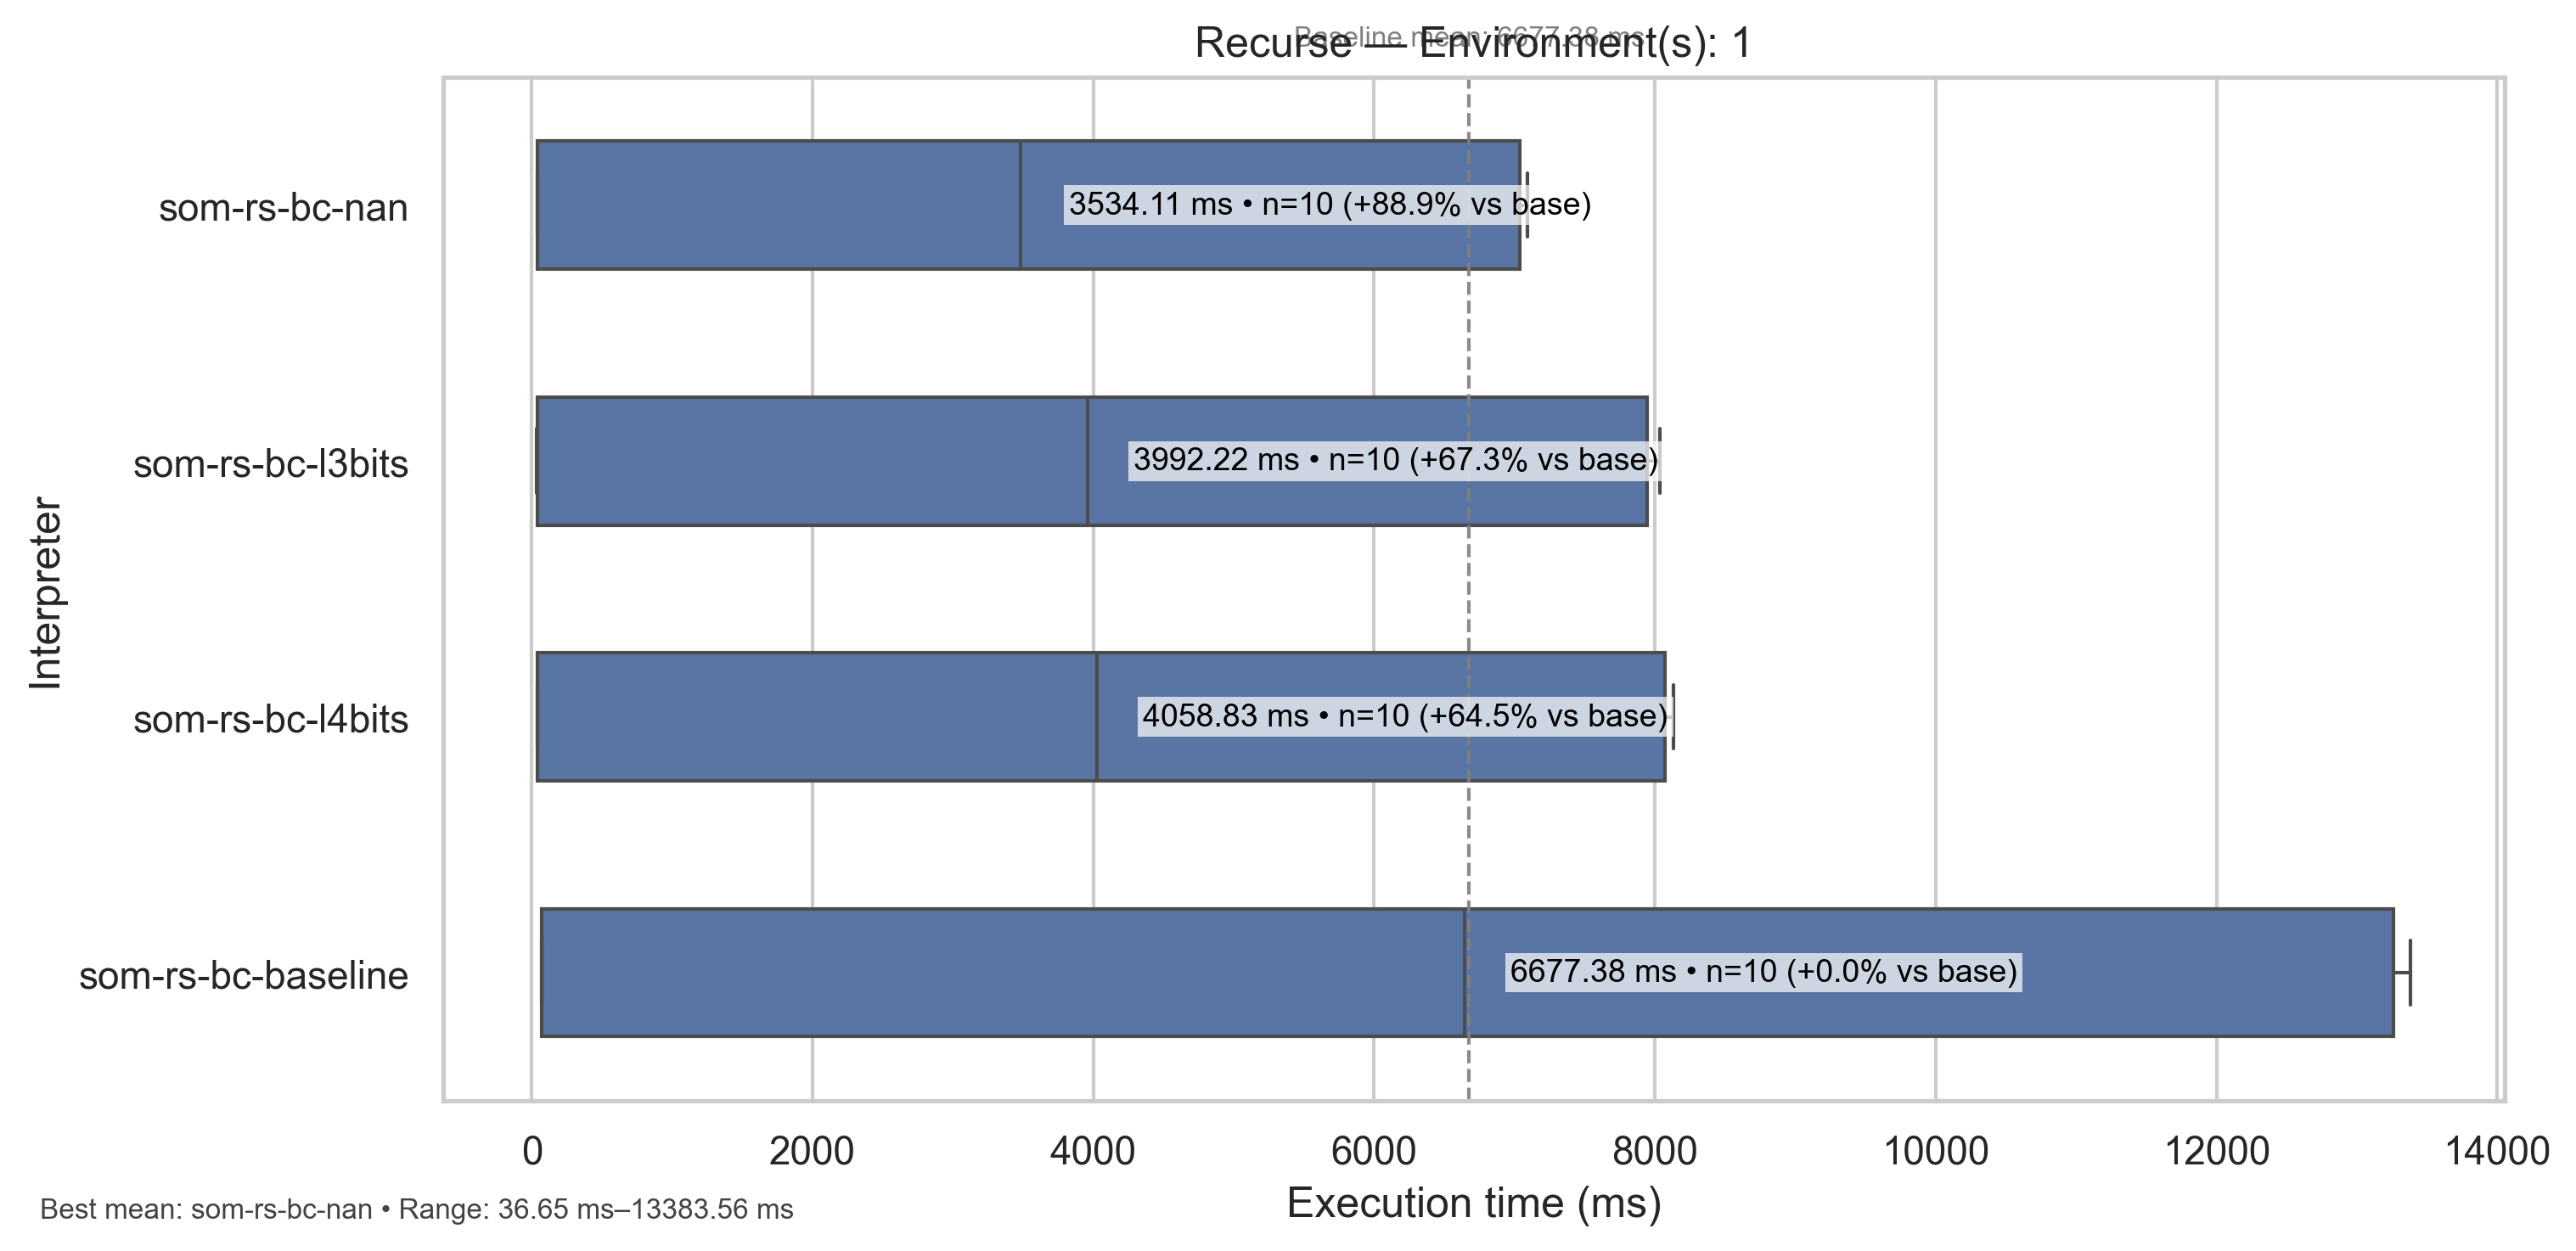 Baseline mean: 6677.38 ms
Recurse — Environment(s): 1
som-rs-bc-nan
3534.11 ms • n=10 (+88.9% vs base)
som-rs-bc-l3bits
3992.22 ms • n=10 (+67.3% vs base)
som-rs-bc-l4bits
4058.83 ms • n=10 (+64.5% vs base)
som-rs-bc-baseline
6677.38 ms • n=10 (+0.0% vs base)
Interpreter
0 2000 4000 6000 8000 10000 12000 14000
Execution time (ms)
Best mean: som-rs-bc-nan • Range: 36.65 ms–13383.56 ms